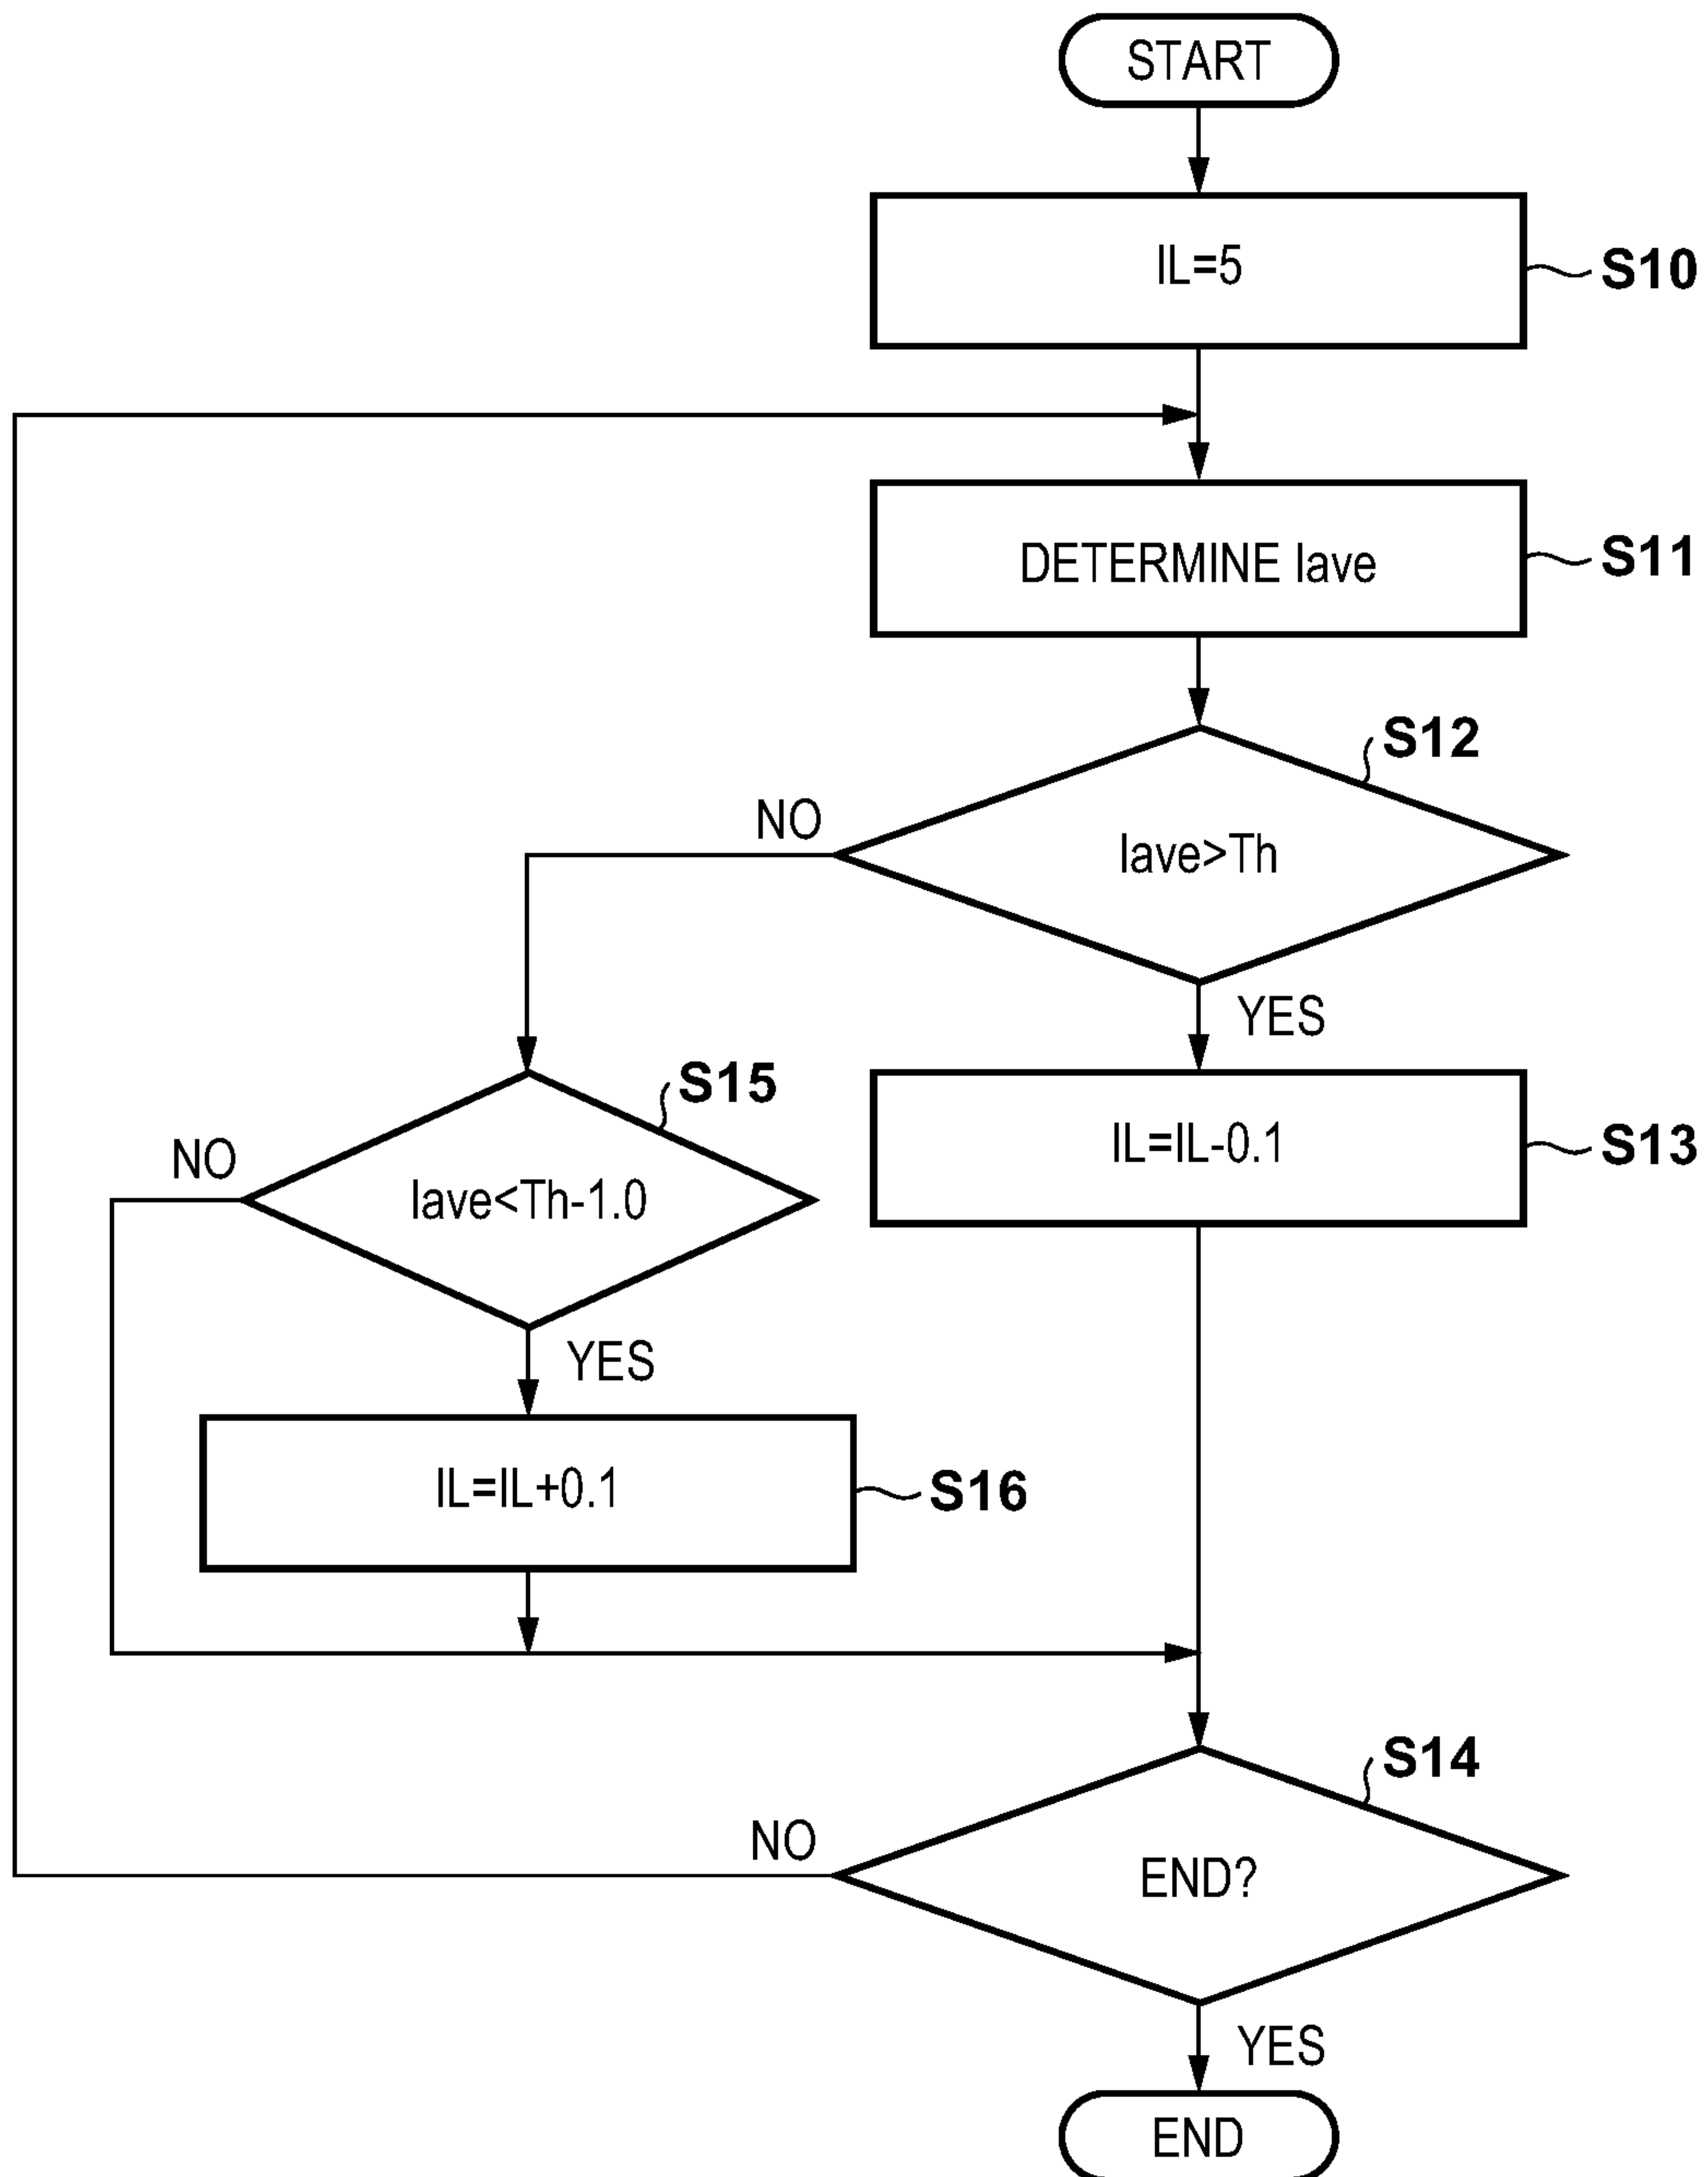 START
IL=5
S10
DETERMINE Iave
S11
S12
NO
Iave>Th
YES
S15
NO
Iave<Th-1.0
IL=IL-0.1
S13
YES
IL=IL+0.1
S16
S14
NO
END?
YES
END